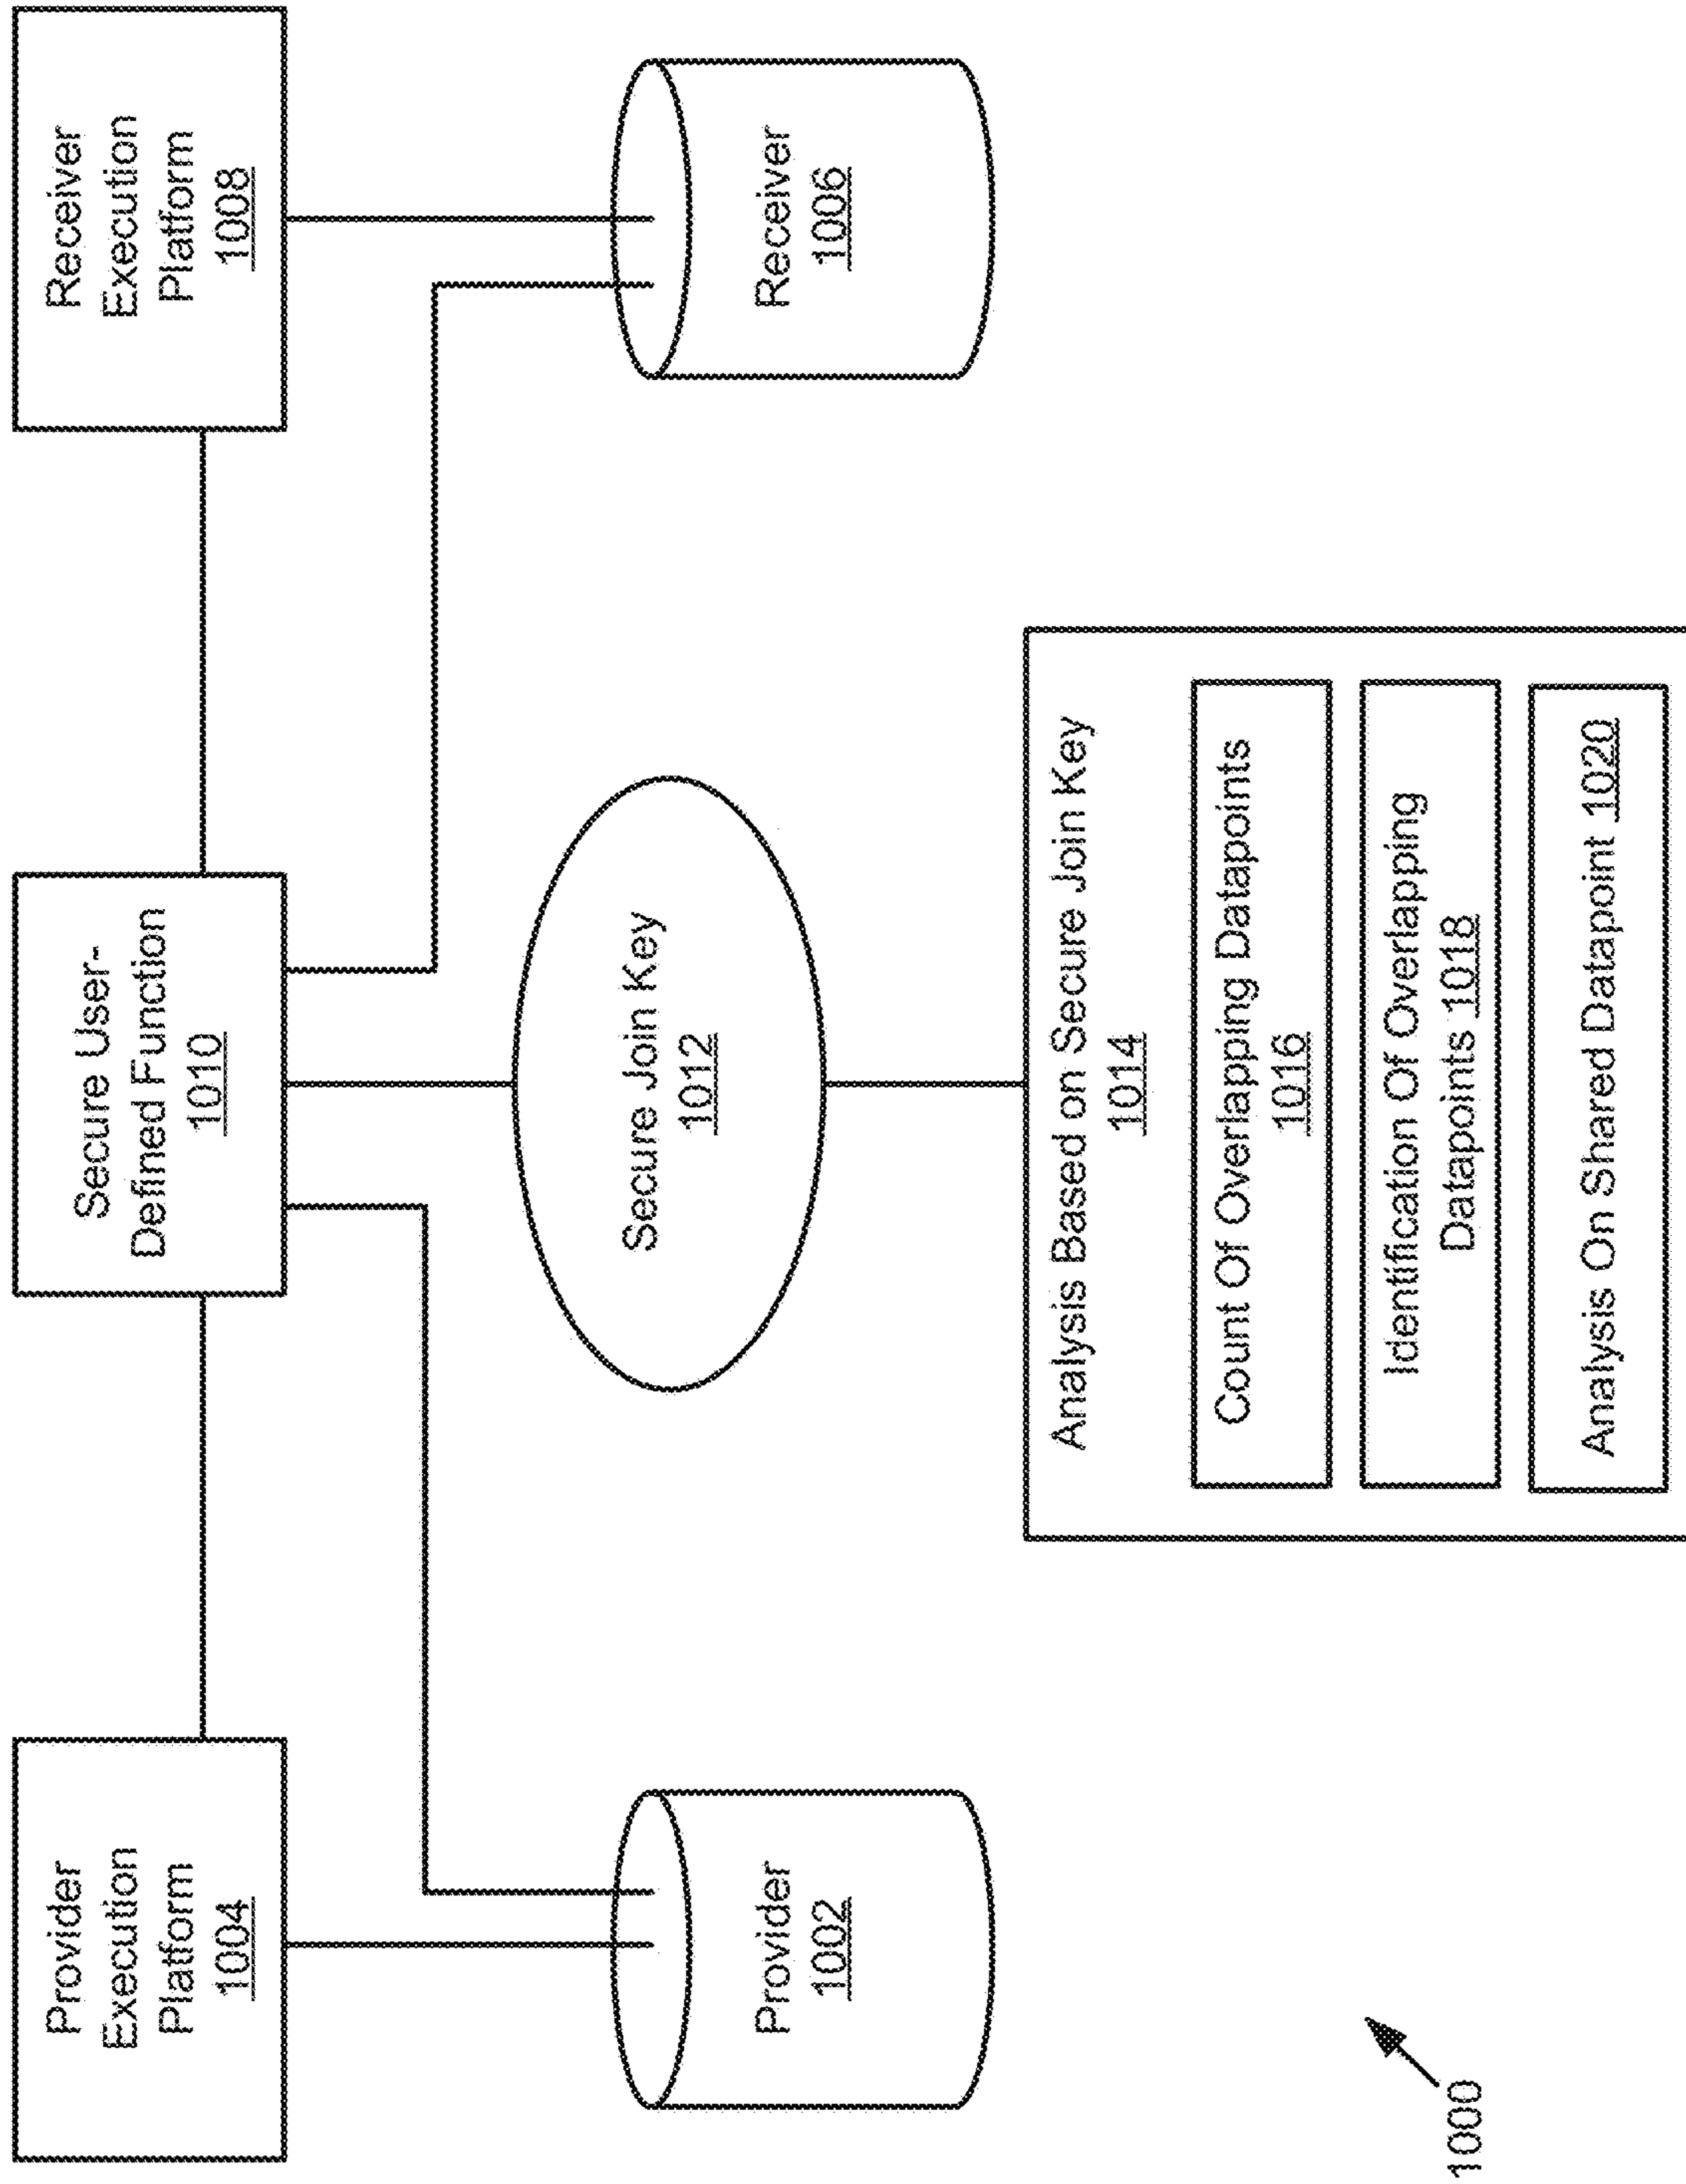 Provider
Execution
Platform
1004
Secure User-
Defined Function
1010
Receiver
Execution
Platform
1008
Provider
1002
Secure Join Key
1012
Receiver
1006
Analysis Based on Secure Join Key
1014
Count Of Overlapping Datapoints
1016
Identification Of Overlapping
Datapoints 1018
Analysis On Shared Datapoint 1020
1000